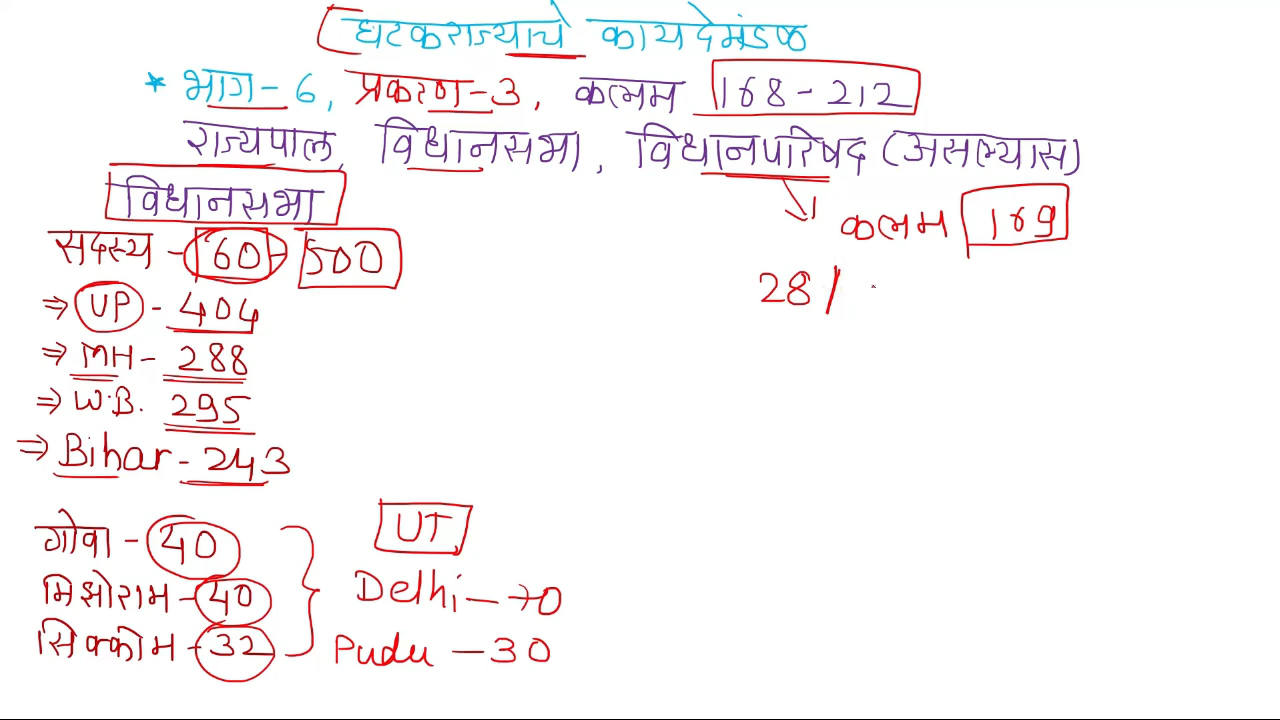 घटकराज्याचे कायदेमंडळ
* भाग-6, प्रकरण-3, कलम 168-212
राज्यपाल, विधानसभा, विधानपरिषद (असल्यास)
विधानसभा
कलम 169
सदस्य - 60 - 500
28/
⇒ UP - 404
⇒ MH - 288
⇒ W.B. 295
⇒ Bihar - 243
गोवा - 40
मिझोराम - 40
सिक्कीम - 32
UT
Delhi - 70
Pudu - 30